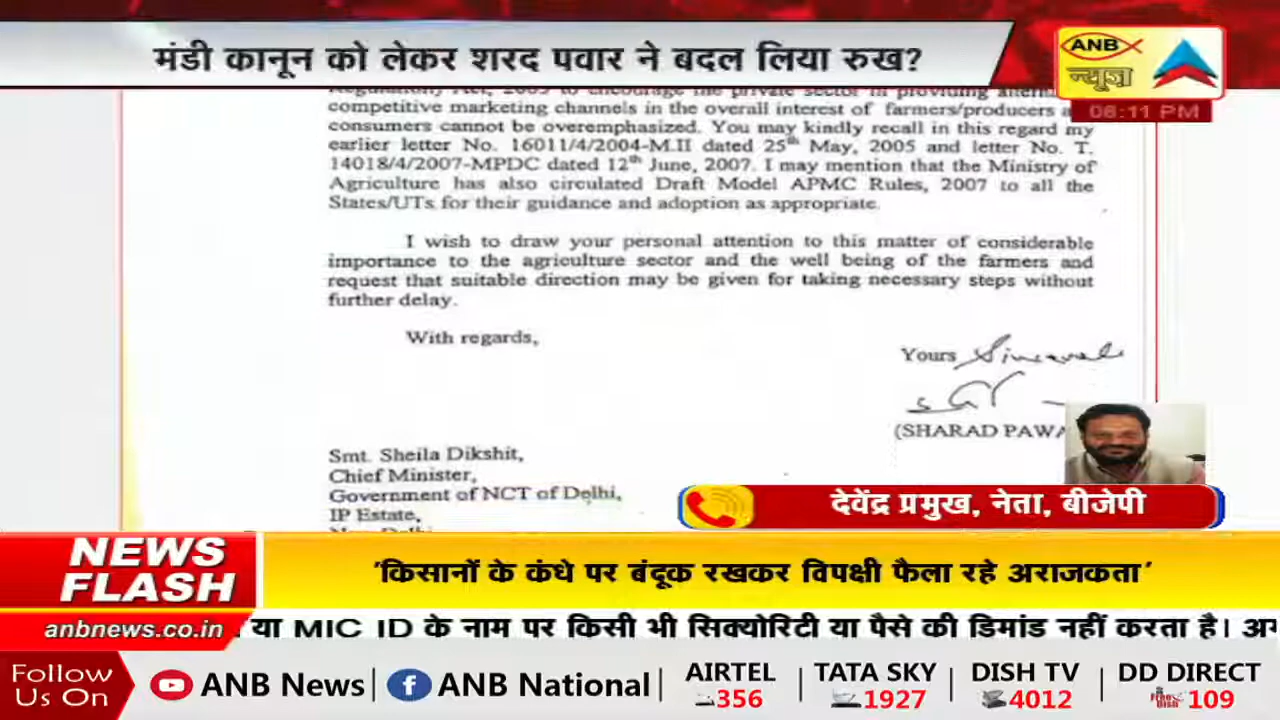 मंडी कानून को लेकर शरद पवार ने बदल लिया रुख?
ANB
न्यूज़
06:11 PM
competitive marketing channels in the overall interest of farmers/producers
consumers cannot be overemphasized. You may kindly recall in this regard my
earlier letter No. 16011/4/2004-M.II dated 25th May, 2005 and letter No. T.
14018/4/2007-MPDC dated 12th June, 2007. I may mention that the Ministry of
Agriculture has also circulated Draft Model APMC Rules, 2007 to all the
States/UTs for their guidance and adoption as appropriate.
I wish to draw your personal attention to this matter of considerable
importance to the agriculture sector and the well being of the farmers and
request that suitable direction may be given for taking necessary steps without
further delay.
With regards,
Yours Sincerely
(SHARAD PAWA
Smt. Sheila Dikshit,
Chief Minister,
Government of NCT of Delhi,
IP Estate,
देवेंद्र प्रमुख, नेता, बीजेपी
NEWS
FLASH
'किसानों के कंधे पर बंदूक रखकर विपक्षी फैला रहे अराजकता'
anbnews.co.in
या MIC ID के नाम पर किसी भी सिक्योरिटी या पैसे की डिमांड नहीं करता है।
Follow
Us On
ANB News
ANB National
AIRTEL
356
TATA SKY
1927
DISH TV
4012
DD DIRECT
109